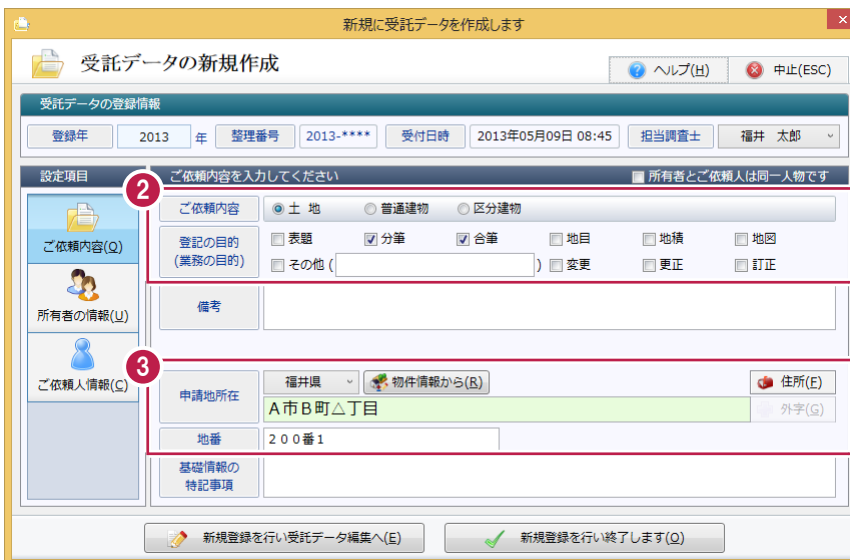 新規に受託データを作成します
受託データの新規作成
ヘルプ(H) 中止(ESC)
受託データの登録情報
登録年 2013 年 整理番号 2013-**** 受付日時 2013年05月09日 08:45 担当調査士 福井 太郎
設定項目 ご依頼内容を入力してください 所有者とご依頼人は同一人物です
2
ご依頼内容(Q)
所有者の情報(U)
ご依頼人情報(C)
ご依頼内容 土 地 普通建物 区分建物
登記の目的
(業務の目的)
表題 分筆 合筆 地目 地積 地図
その他 ( ) 変更 更正 訂正
備考
3
申請地所在 福井県 物件情報から(R) 住所(F)
A市B町△丁目 外字(G)
地番 200番1
基礎情報の
特記事項
新規登録を行い受託データ編集へ(E) 新規登録を行い終了します(O)